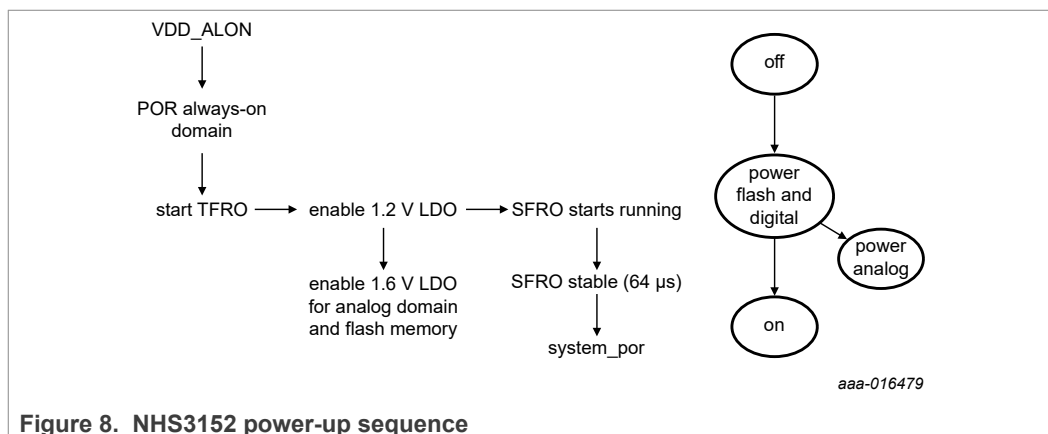 VDD_ALON
POR always-on
domain
start TFRO
enable 1.2 V LDO
SFRO starts running
enable 1.6 V LDO
for analog domain
and flash memory
SFRO stable (64 μs)
system_por
off
power
flash and
digital
power
analog
on
aaa-016479
Figure 8. NHS3152 power-up sequence